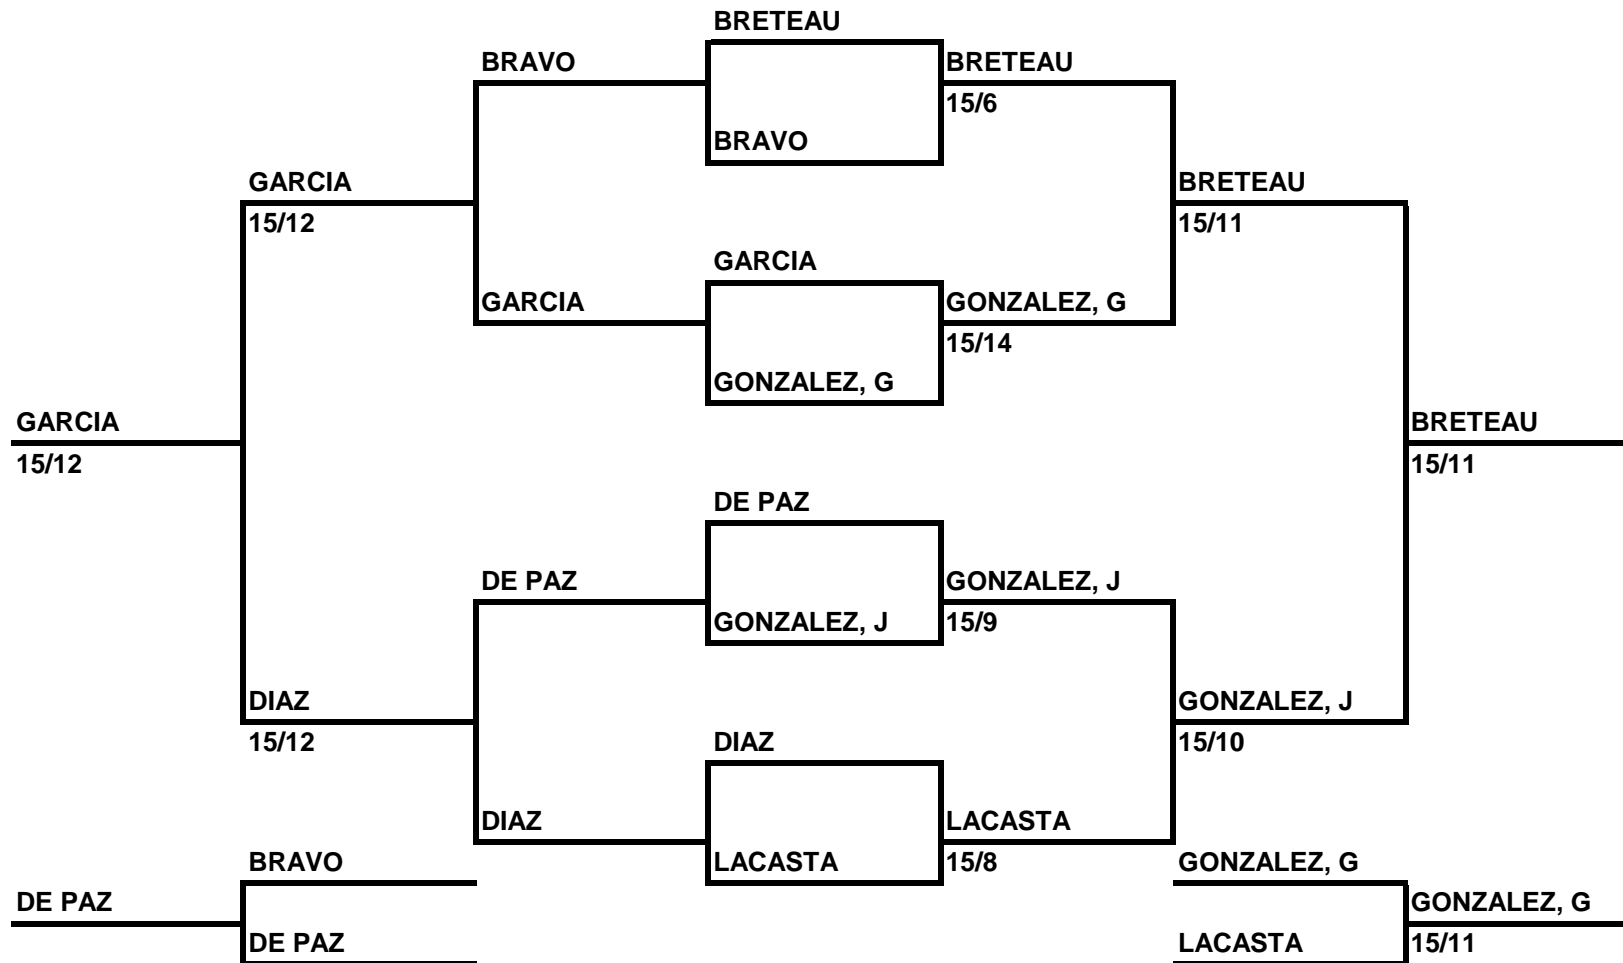 BRETEAU
BRAVO BRETEAU
15/6
BRAVO
GARCIA BRETEAU
15/12 15/11
GARCIA
GARCIA GONZALEZ, G
15/14
GONZALEZ, G
GARCIA BRETEAU
15/12 15/11
DE PAZ
DE PAZ GONZALEZ, J
GONZALEZ, J 15/9
DIAZ GONZALEZ, J
15/12 DIAZ 15/10
DIAZ LACASTA
BRAVO LACASTA 15/8 GONZALEZ, G
DE PAZ GONZALEZ, G
DE PAZ LACASTA 15/11